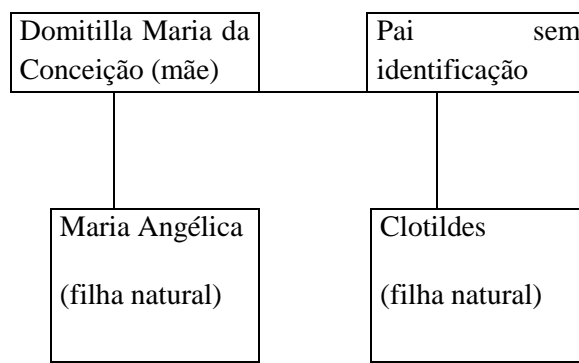 Domitilla Maria da
Conceição (mãe)
Pai sem
identificação
Maria Angélica
(filha natural)
Clotildes
(filha natural)